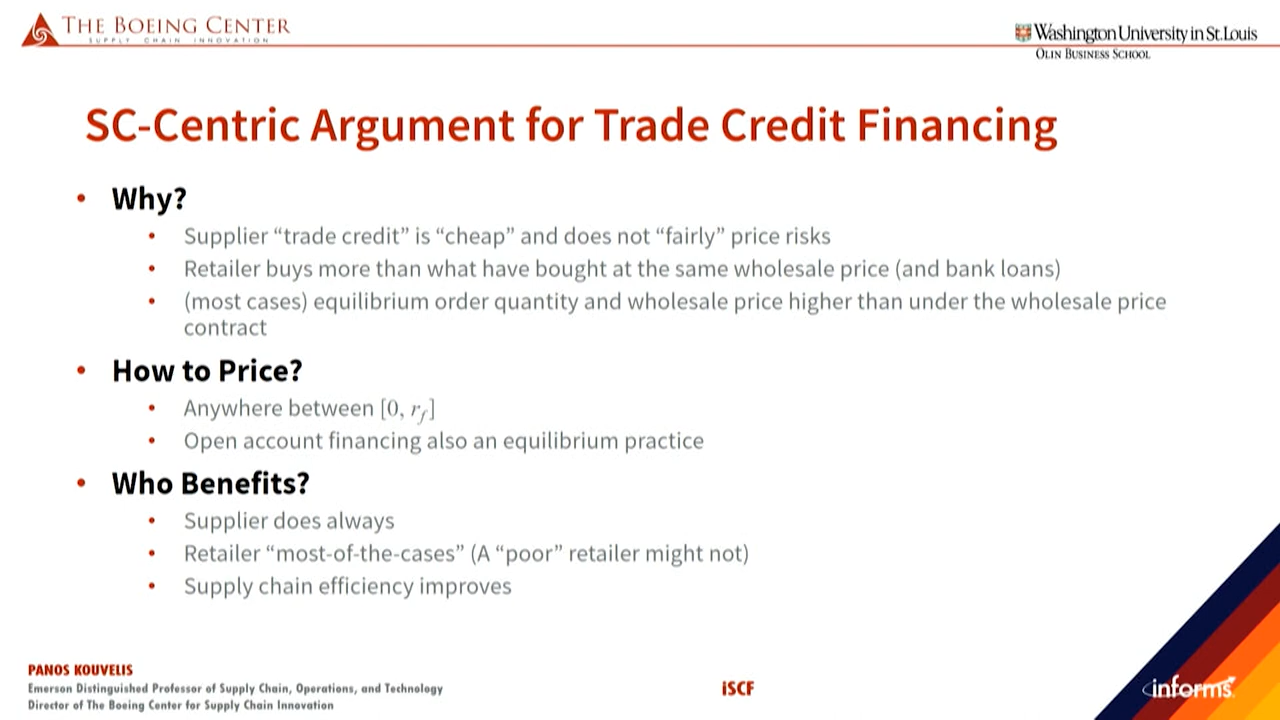 THE BOEING CENTER
SUPPLY CHAIN INNOVATION
Washington University in St. Louis
OLIN BUSINESS SCHOOL
SC-Centric Argument for Trade Credit Financing
• Why?
• Supplier “trade credit” is “cheap” and does not “fairly” price risks
• Retailer buys more than what have bought at the same wholesale price (and bank loans)
• (most cases) equilibrium order quantity and wholesale price higher than under the wholesale price
contract
• How to Price?
• Anywhere between [0, r_f]
• Open account financing also an equilibrium practice
• Who Benefits?
• Supplier does always
• Retailer “most-of-the-cases” (A “poor” retailer might not)
• Supply chain efficiency improves
PANOS KOUVELIS
Emerson Distinguished Professor of Supply Chain, Operations, and Technology
Director of The Boeing Center for Supply Chain Innovation
iSCF
informs